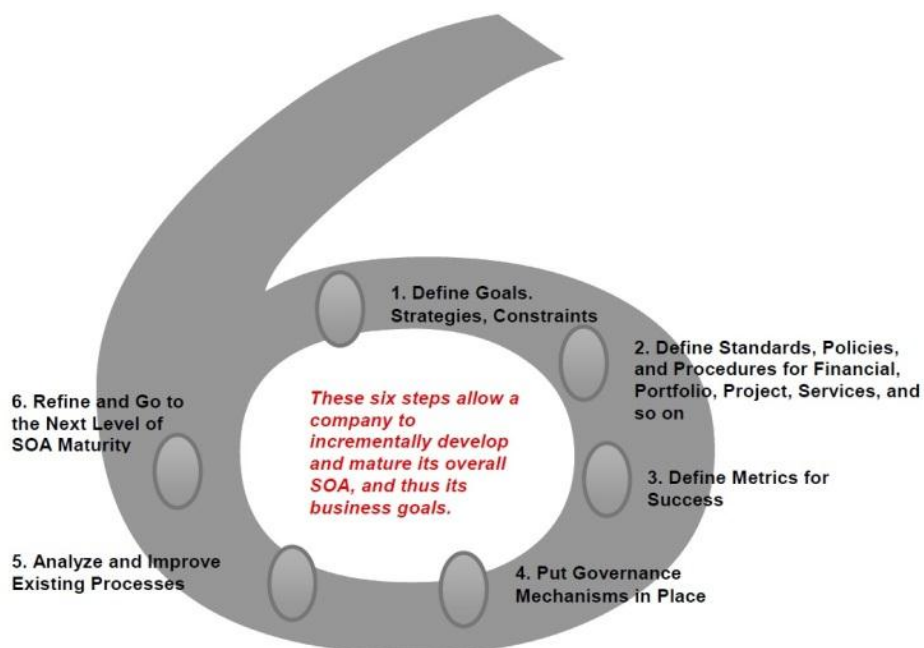 1. Define Goals.
Strategies, Constraints
2. Define Standards, Policies,
and Procedures for Financial,
Portfolio, Project, Services, and
so on
3. Define Metrics for
Success
4. Put Governance
Mechanisms in Place
5. Analyze and Improve
Existing Processes
6. Refine and Go to
the Next Level of
SOA Maturity
These six steps allow a
company to
incrementally develop
and mature its overall
SOA, and thus its
business goals.